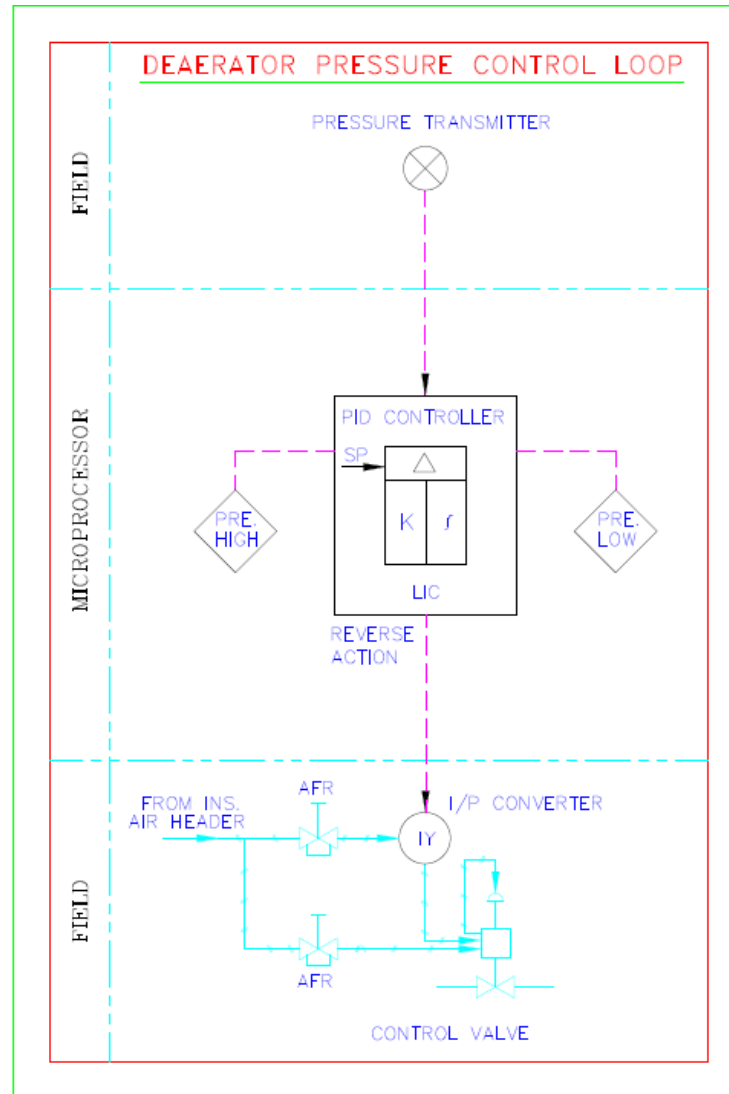 DEAERATOR PRESSURE CONTROL LOOP
PRESSURE TRANSMITTER
FIELD
PID CONTROLLER
SP
K ∫
LIC
PRE.
HIGH
PRE.
LOW
REVERSE
ACTION
MICROPROCESSOR
AFR
I/P CONVERTER
FROM INS.
AIR HEADER
IY
AFR
CONTROL VALVE
FIELD